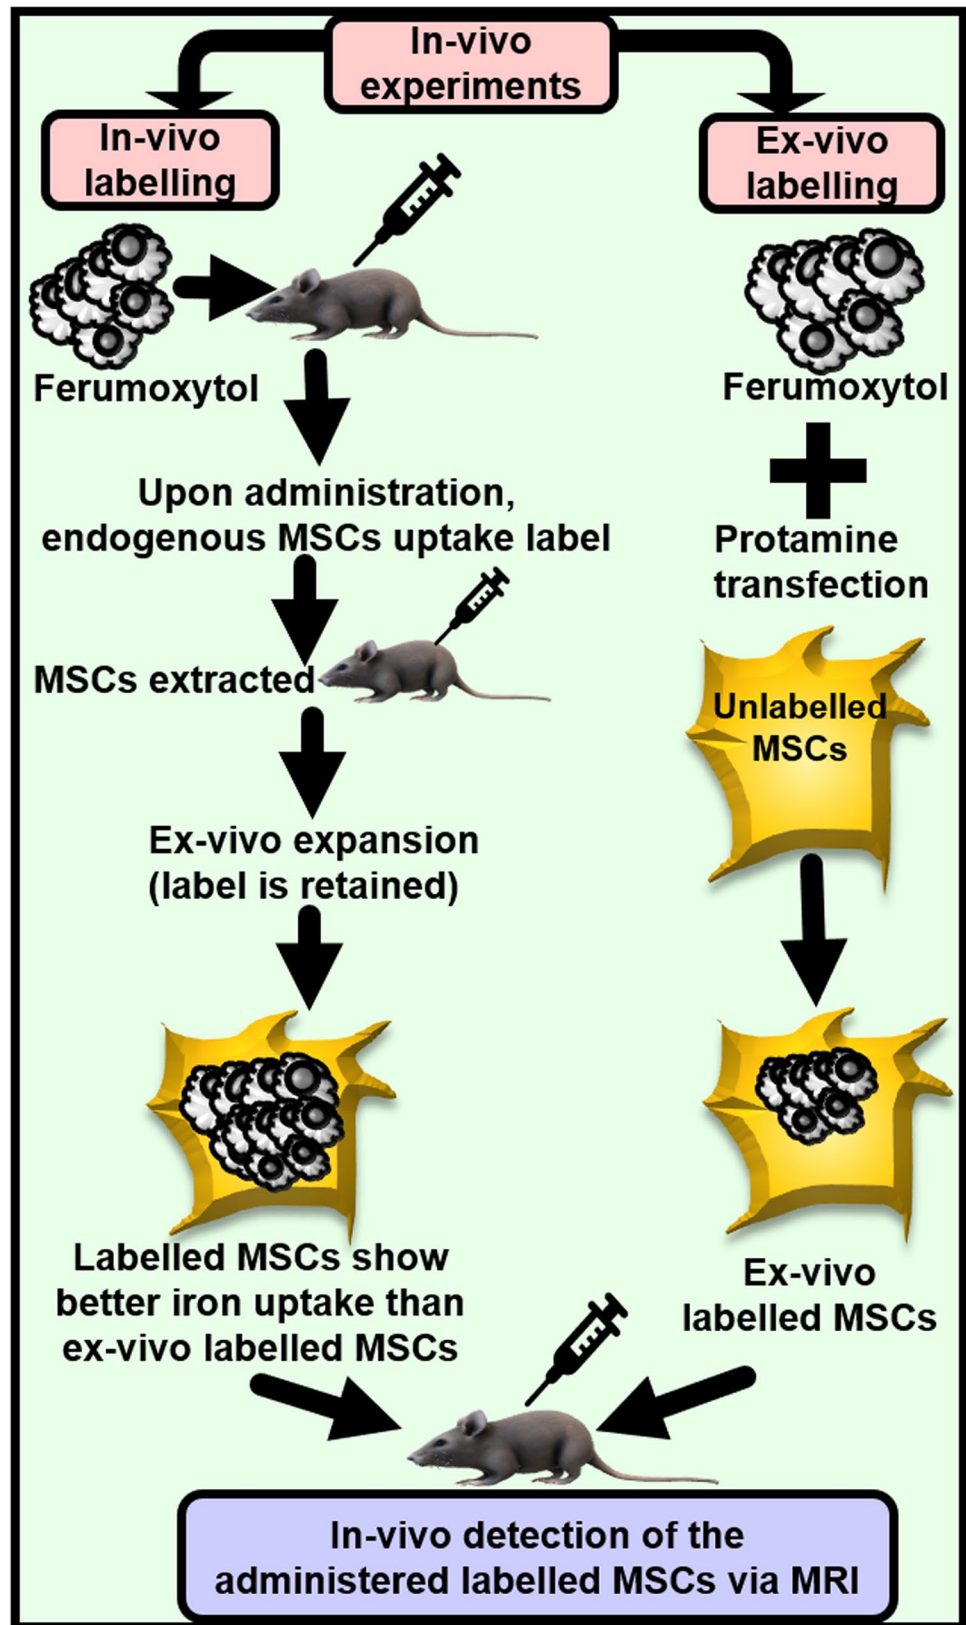 In-vivo
experiments
In-vivo
labelling
Ex-vivo
labelling
Ferumoxytol
Upon administration,
endogenous MSCs uptake label
MSCs extracted
Ex-vivo expansion
(label is retained)
Labelled MSCs show
better iron uptake than
ex-vivo labelled MSCs
Ferumoxytol
Protamine
transfection
Unlabelled
MSCs
Ex-vivo
labelled MSCs
In-vivo detection of the
administered labelled MSCs via MRI